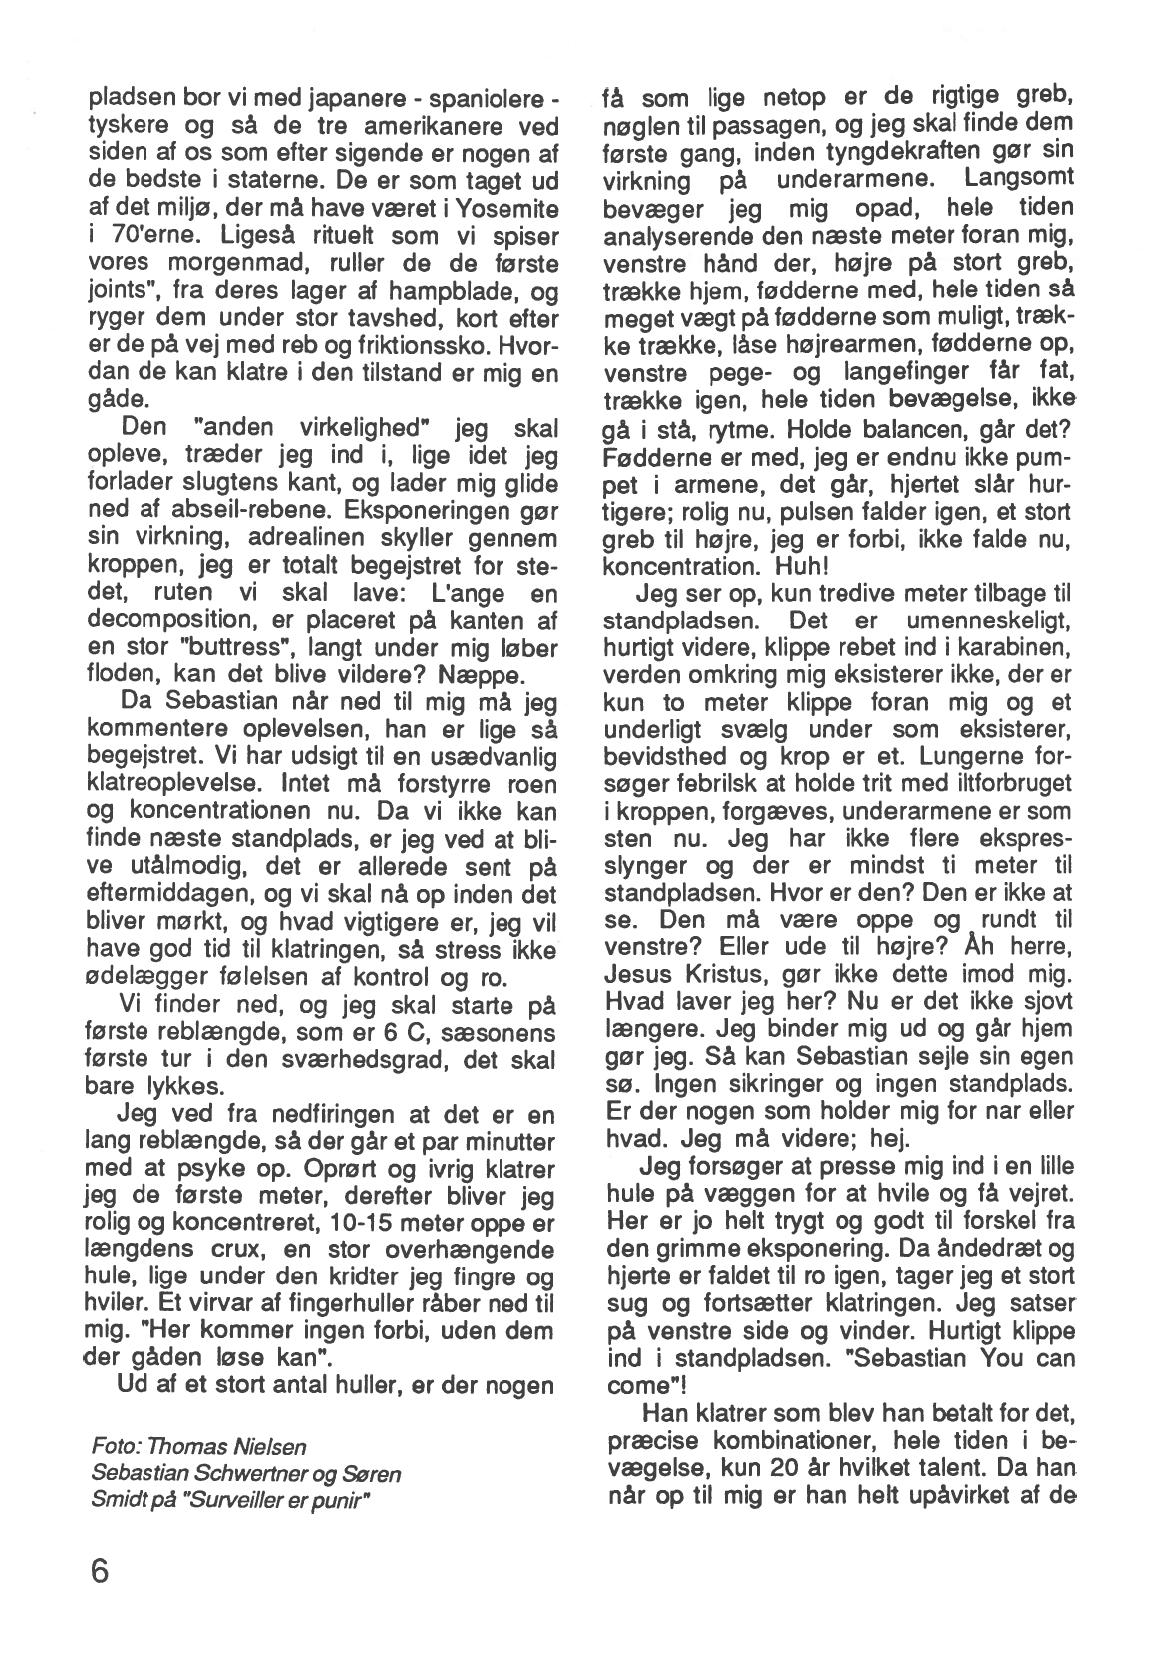 pladsen bor vi med japanere - spaniolere -
tyskere og så de tre amerikanere ved
siden af os som efter sigende er nogen af
de bedste i staterne. De er som taget ud
af det miljø, der må have været i Yosemite
i 70'erne. Ligeså rituelt som vi spiser
vores morgenmad, ruller de de første
joints", fra deres lager af hampblade, og
ryger dem under stor tavshed, kort efter
er de på vej med reb og friktionssko. Hvor-
dan de kan klatre i den tilstand er mig en
gåde.
Den "anden virkelighed" jeg skal
opleve, træder jeg ind i, lige idet jeg
forlader slugtens kant, og lader mig glide
ned af abseil-rebene. Eksponeringen gør
sin virkning, adrealinen skyller gennem
kroppen, jeg er totalt begejstret for ste-
det, ruten vi skal lave: L'ange en
decomposition, er placeret på kanten af
en stor "buttress", langt under mig løber
floden, kan det blive vildere? Næppe.
Da Sebastian når ned til mig må jeg
kommentere oplevelsen, han er lige så
begejstret. Vi har udsigt til en usædvanlig
klatreoplevelse. Intet må forstyrre roen
og koncentrationen nu. Da vi ikke kan
finde næste standplads, er jeg ved at bli-
ve utålmodig, det er allerede sent på
eftermiddagen, og vi skal nå op inden det
bliver mørkt, og hvad vigtigere er, jeg vil
have god tid til klatringen, så stress ikke
ødelægger følelsen af kontrol og ro.
Vi finder ned, og jeg skal starte på
første reblængde, som er 6 C, sæsonens
første tur i den sværhedsgrad, det skal
bare lykkes.
Jeg ved fra nedfiringen at det er en
lang reblængde, så der går et par minutter
med at psyke op. Oprørt og ivrig klatrer
jeg de første meter, derefter bliver jeg
rolig og koncentreret, 10-15 meter oppe er
længdens crux, en stor overhængende
hule, lige under den kridter jeg fingre og
hviler. Et virvar af fingerhuller råber ned til
mig. "Her kommer ingen forbi, uden dem
der gåden løse kan".
Ud af et stort antal huller, er der nogen
Foto: Thomas Nielsen
Sebastian Schwertner og Søren
Smidt på "Surveiller er punir"
6
få som lige netop er de rigtige greb,
nøglen til passagen, og jeg skal finde dem
første gang, inden tyngdekraften gør sin
virkning på underarmene. Langsomt
bevæger jeg mig opad, hele tiden
analyserende den næste meter foran mig,
venstre hånd der, højre på stort greb,
trække hjem, fødderne med, hele tiden så
meget vægt på fødderne som muligt, træk-
ke trække, låse højrearmen, fødderne op,
venstre pege- og langefinger får fat,
trække igen, hele tiden bevægelse, ikke
gå i stå, rytme. Holde balancen, går det?
Fødderne er med, jeg er endnu ikke pum-
pet i armene, det går, hjertet slår hur-
tigere; rolig nu, pulsen falder igen, et stort
greb til højre, jeg er forbi, ikke falde nu,
koncentration. Huh!
Jeg ser op, kun tredive meter tilbage til
standpladsen. Det er umenneskeligt,
hurtigt videre, klippe rebet ind i karabinen,
verden omkring mig eksisterer ikke, der er
kun to meter klippe foran mig og et
underligt svælg under som eksisterer,
bevidsthed og krop er et. Lungerne for-
søger febrilsk at holde trit med iltforbruget
i kroppen, forgæves, underarmene er som
sten nu. Jeg har ikke flere ekspres-
slynger og der er mindst ti meter til
standpladsen. Hvor er den? Den er ikke at
se. Den må være oppe og rundt til
venstre? Eller ude til højre? Åh herre,
Jesus Kristus, gør ikke dette imod mig.
Hvad laver jeg her? Nu er det ikke sjovt
længere. Jeg binder mig ud og går hjem
gør jeg. Så kan Sebastian sejle sin egen
sø. Ingen sikringer og ingen standplads.
Er der nogen som holder mig for nar eller
hvad. Jeg må videre; hej.
Jeg forsøger at presse mig ind i en lille
hule på væggen for at hvile og få vejret.
Her er jo helt trygt og godt til forskel fra
den grimme eksponering. Da åndedræt og
hjerte er faldet til ro igen, tager jeg et stort
sug og fortsætter klatringen. Jeg satser
på venstre side og vinder. Hurtigt klippe
ind i standpladsen. "Sebastian You can
come"!
Han klatrer som blev han betalt for det,
præcise kombinationer, hele tiden i be-
vægelse, kun 20 år hvilket talent. Da han
når op til mig er han helt upåvirket af de